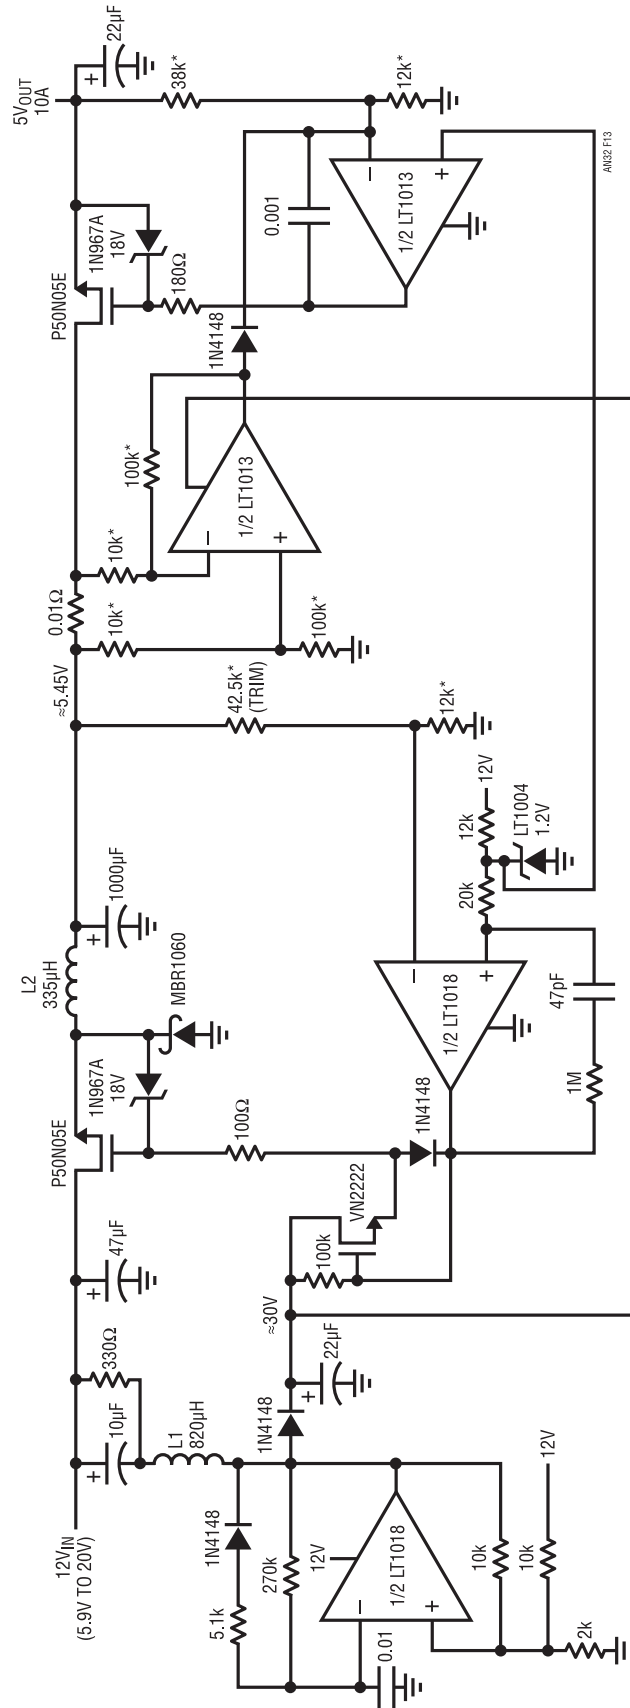 12V_IN
(5.9V TO 20V)
10µF
+
330Ω
L1
820µH
47µF
+
P50N05E
1N967A
18V
L2
335µH
MBR1060
1000µF
+
≈5.45V
0.01Ω
P50N05E
1N967A
18V
5V_OUT
10A
22µF
+
1N4148
5.1k
270k
12V
1N4148
≈30V
22µF
+
100k
VN2222
100Ω
1N4148
42.5k*
(TRIM)
12k*
10k*
10k*
100k*
100k*
1/2 LT1013
−
+
1N4148
180Ω
0.001
38k*
12k*
1/2 LT1013
−
+
0.01
1/2 LT1018
−
+
10k
10k
12V
2k
1/2 LT1018
−
+
20k
12k
12V
LT1004
1.2V
1M
47pF
AN32 F13